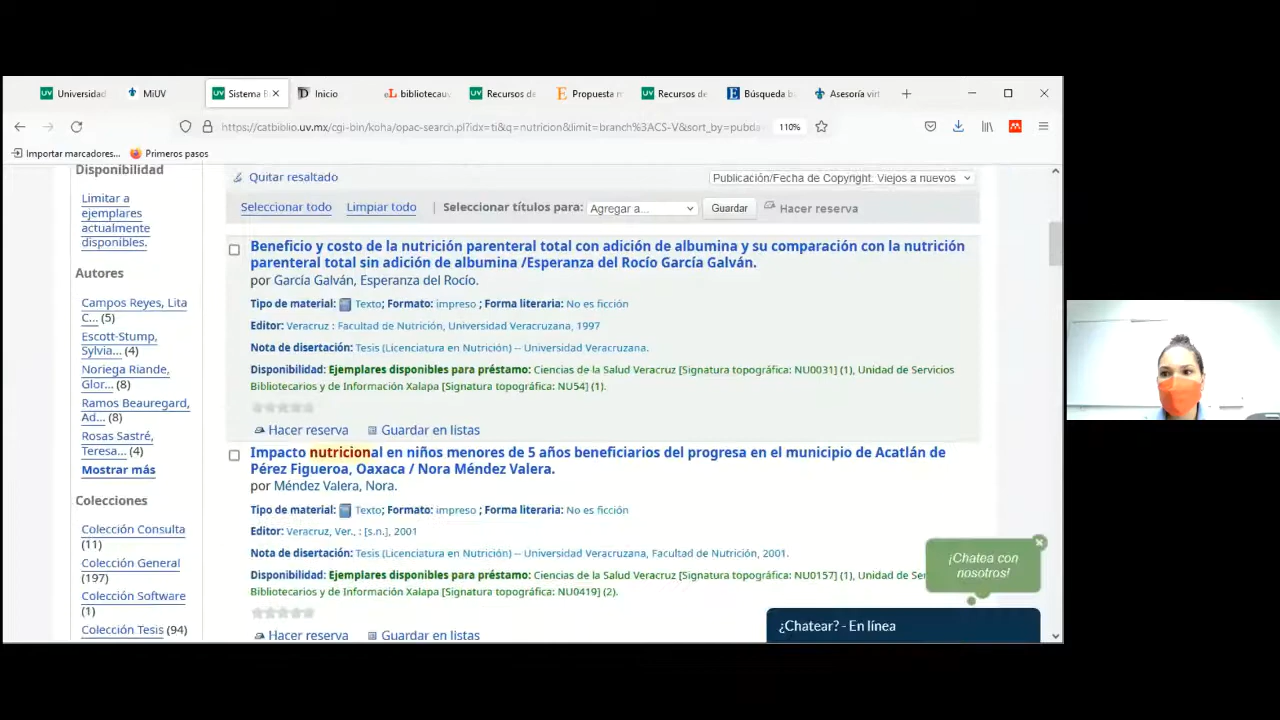 Universidad
MiUV
Sistema B
Inicio
bibliotecauv
Recursos de
Propuesta m
Recursos de
Búsqueda b
Asesoría virt
https://catbiblio.uv.mx/cgi-bin/koha/opac-search.pl?idx=ti&q=nutricion&limit=branch%3ACS-V&sort_by=pubda
110%
Importar marcadores...
Primeros pasos
Disponibilidad
Limitar a
ejemplares
actualmente
disponibles.
Autores
Campos Reyes, Lita
C... (5)
Escott-Stump,
Sylvia... (4)
Noriega Riande,
Glor... (8)
Ramos Beauregard,
Ad... (8)
Rosas Sastré,
Teresa... (4)
Mostrar más
Colecciones
Colección Consulta
(11)
Colección General
(197)
Colección Software
(1)
Colección Tesis (94)
Quitar resaltado
Publicación/Fecha de Copyright: Viejos a nuevos
Seleccionar todo Limpiar todo | Seleccionar títulos para: Agregar a... Guardar Hacer reserva
Beneficio y costo de la nutrición parenteral total con adición de albumina y su comparación con la nutrición
parenteral total sin adición de albumina /Esperanza del Rocío García Galván.
por García Galván, Esperanza del Rocío.
Tipo de material: Texto; Formato: impreso ; Forma literaria: No es ficción
Editor: Veracruz : Facultad de Nutrición, Universidad Veracruzana, 1997
Nota de disertación: Tesis (Licenciatura en Nutrición) -- Universidad Veracruzana.
Disponibilidad: Ejemplares disponibles para préstamo: Ciencias de la Salud Veracruz [Signatura topográfica: NU0031] (1), Unidad de Servicios
Bibliotecarios y de Información Xalapa [Signatura topográfica: NU54] (1).
Hacer reserva Guardar en listas
Impacto nutricional en niños menores de 5 años beneficiarios del progresa en el municipio de Acatlán de
Pérez Figueroa, Oaxaca / Nora Méndez Valera.
por Méndez Valera, Nora.
Tipo de material: Texto; Formato: impreso ; Forma literaria: No es ficción
Editor: Veracruz, Ver., : [s.n.], 2001
Nota de disertación: Tesis (Licenciatura en Nutrición) -- Universidad Veracruzana, Facultad de Nutrición, 2001.
Disponibilidad: Ejemplares disponibles para préstamo: Ciencias de la Salud Veracruz [Signatura topográfica: NU0157] (1), Unidad de Ser
Bibliotecarios y de Información Xalapa [Signatura topográfica: NU0419] (2).
Hacer reserva Guardar en listas
¡Chatea con
nosotros!
¿Chatear? - En línea